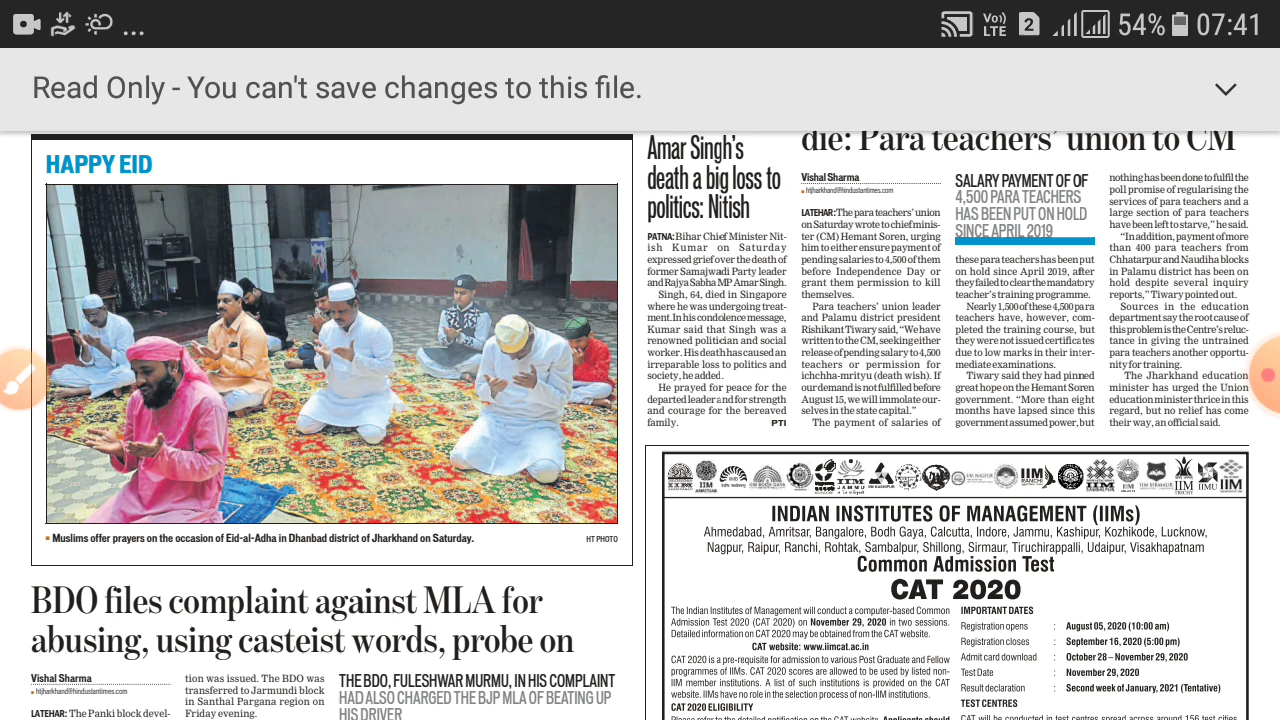 ... Vo)) LTE 2 54% 07:41
Read Only - You can't save changes to this file.
HAPPY EID
Muslims offer prayers on the occasion of Eid-al-Adha in Dhanbad district of Jharkhand on Saturday. HT PHOTO
BDO files complaint against MLA for
abusing, using casteist words, probe on
Vishal Sharma
htjharkhand@hindustantimes.com
LATEHAR: The Panki block devel-
tion was issued. The BDO was
transferred to Jarmundi block
in Santhal Pargana region on
Friday evening.
THE BDO, FULESHWAR MURMU, IN HIS COMPLAINT
HAD ALSO CHARGED THE BJP MLA OF BEATING UP
HIS DRIVER
Amar Singh's
death a big loss to
politics: Nitish
PATNA: Bihar Chief Minister Nit-
ish Kumar on Saturday
expressed grief over the death of
former Samajwadi Party leader
and Rajya Sabha MP Amar Singh.
Singh, 64, died in Singapore
where he was undergoing treat-
ment. In his condolence message,
Kumar said that Singh was a
renowned politician and social
worker. His death has caused an
irreparable loss to politics and
society, he added.
He prayed for peace for the
departed leader and for strength
and courage for the bereaved
family. PTI
die: Para teachers' union to CM
Vishal Sharma
htjharkhand@hindustantimes.com
LATEHAR: The para teachers' union
on Saturday wrote to chief minis-
ter (CM) Hemant Soren, urging
him to either ensure payment of
pending salaries to 4,500 of them
before Independence Day or
grant them permission to kill
themselves.
Para teachers' union leader
and Palamu district president
Rishikant Tiwary said, "We have
written to the CM, seeking either
release of pending salary to 4,500
teachers or permission for
ichchha-mrityu (death wish). If
our demand is not fulfilled before
August 15, we will immolate our-
selves in the state capital."
The payment of salaries of
SALARY PAYMENT OF OF
4,500 PARA TEACHERS
HAS BEEN PUT ON HOLD
SINCE APRIL 2019
these para teachers has been put
on hold since April 2019, after
they failed to clear the mandatory
teacher's training programme.
Nearly 1,500 of these 4,500 para
teachers have, however, com-
pleted the training course, but
they were not issued certificates
due to low marks in their inter-
mediate examinations.
Tiwary said they had pinned
great hope on the Hemant Soren
government. "More than eight
months have lapsed since this
government assumed power, but
nothing has been done to fulfil the
poll promise of regularising the
services of para teachers and a
large section of para teachers
have been left to starve," he said.
"In addition, payment of more
than 400 para teachers from
Chhatarpur and Naudiha blocks
in Palamu district has been on
hold despite several inquiry
reports," Tiwary pointed out.
Sources in the education
department say the root cause of
this problem is the Centre's reluc-
tance in giving the untrained
para teachers another opportu-
nity for training.
The Jharkhand education
minister has urged the Union
education minister thrice in this
regard, but no relief has come
their way, an official said.
INDIAN INSTITUTES OF MANAGEMENT (IIMs)
Ahmedabad, Amritsar, Bangalore, Bodh Gaya, Calcutta, Indore, Jammu, Kashipur, Kozhikode, Lucknow,
Nagpur, Raipur, Ranchi, Rohtak, Sambalpur, Shillong, Sirmaur, Tiruchirappalli, Udaipur, Visakhapatnam
Common Admission Test
CAT 2020
The Indian Institutes of Management will conduct a computer-based Common
Admission Test 2020 (CAT 2020) on November 29, 2020 in two sessions.
Detailed information on CAT 2020 may be obtained from the CAT website.
CAT website: www.iimcat.ac.in
CAT 2020 is a pre-requisite for admission to various Post Graduate and Fellow
programmes of IIMs. CAT 2020 scores are allowed to be used by listed non-
IIM member institutions. A list of such institutions is provided on the CAT
website. IIMs have no role in the selection process of non-IIM institutions.
CAT 2020 ELIGIBILITY
Please refer to the detailed notification on the CAT website. Applicants should
IMPORTANT DATES
Registration opens : August 05, 2020 (10:00 am)
Registration closes : September 16, 2020 (5:00 pm)
Admit card download : October 28 – November 29, 2020
Test Date : November 29, 2020
Result declaration : Second week of January, 2021 (Tentative)
TEST CENTRES
CAT will be conducted in test centres spread across around 156 test cities